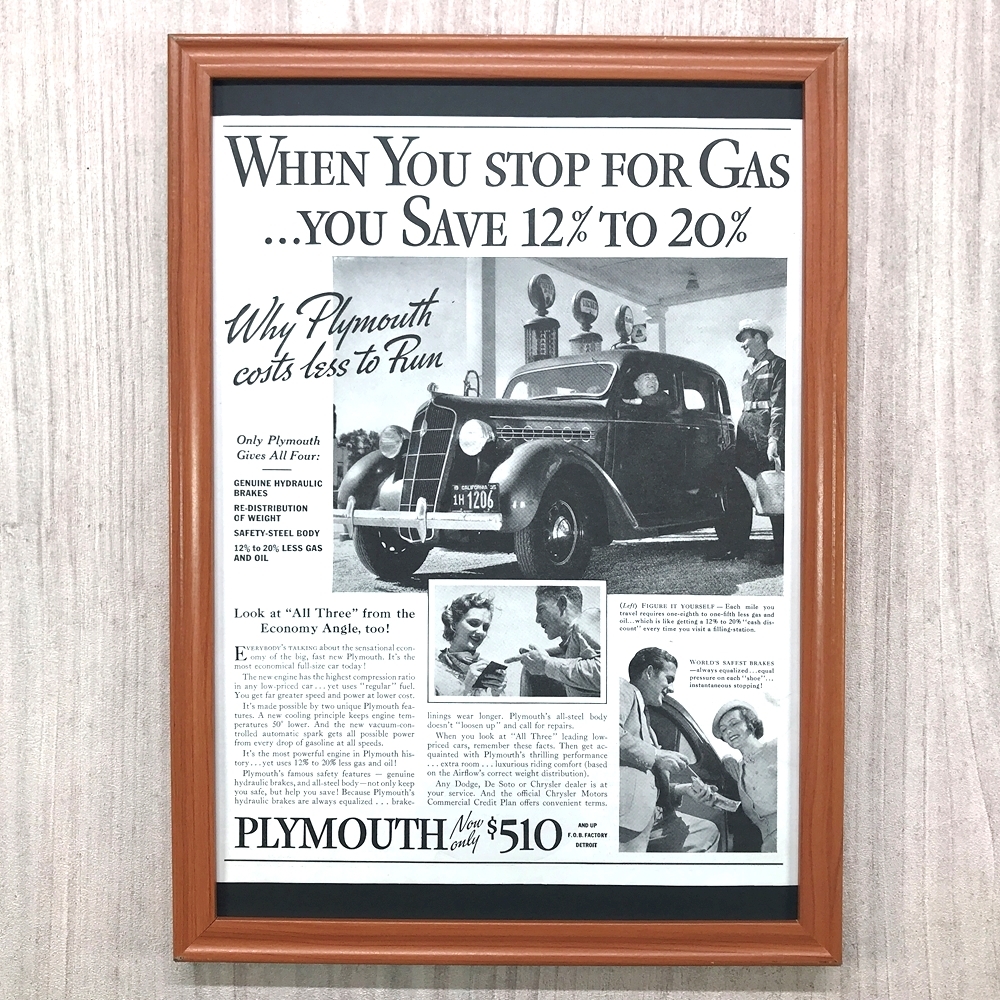 WHEN YOU STOP FOR GAS
...YOU SAVE 12% TO 20%
Why Plymouth
costs less to Run
Only Plymouth
Gives All Four:
GENUINE HYDRAULIC
BRAKES
RE-DISTRIBUTION
OF WEIGHT
SAFETY-STEEL BODY
12% to 20% LESS GAS
AND OIL
CALIFORNIA 35
1H 1206
Look at "All Three" from the
Economy Angle, too!
EVERYBODY'S TALKING about the sensational econ-
omy of the big, fast new Plymouth. It's the
most economical full-size car today!
The new engine has the highest compression ratio
in any low-priced car...yet uses "regular" fuel.
You get far greater speed and power at lower cost.
It's made possible by two unique Plymouth fea-
tures. A new cooling principle keeps engine tem-
peratures 50° lower. And the new vacuum-con-
trolled automatic spark gets all possible power
from every drop of gasoline at all speeds.
It's the most powerful engine in Plymouth his-
tory...yet uses 12% to 20% less gas and oil!
Plymouth's famous safety features — genuine
hydraulic brakes, and all-steel body—not only keep
you safe, but help you save! Because Plymouth's
hydraulic brakes are always equalized . . . brake-
linings wear longer. Plymouth's all-steel body
doesn't "loosen up" and call for repairs.
When you look at "All Three" leading low-
priced cars, remember these facts. Then get ac-
quainted with Plymouth's thrilling performance
. . . extra room . . . luxurious riding comfort (based
on the Airflow's correct weight distribution).
Any Dodge, De Soto or Chrysler dealer is at
your service. And the official Chrysler Motors
Commercial Credit Plan offers convenient terms.
(Left) FIGURE IT YOURSELF — Each mile you
travel requires one-eighth to one-fifth less gas and
oil...which is like getting a 12% to 20% "cash dis-
count" every time you visit a filling-station.
WORLD'S SAFEST BRAKES
—always equalized...equal
pressure on each "shoe"...
instantaneous stopping!
PLYMOUTH Now only $510
AND UP
F.O.B. FACTORY
DETROIT